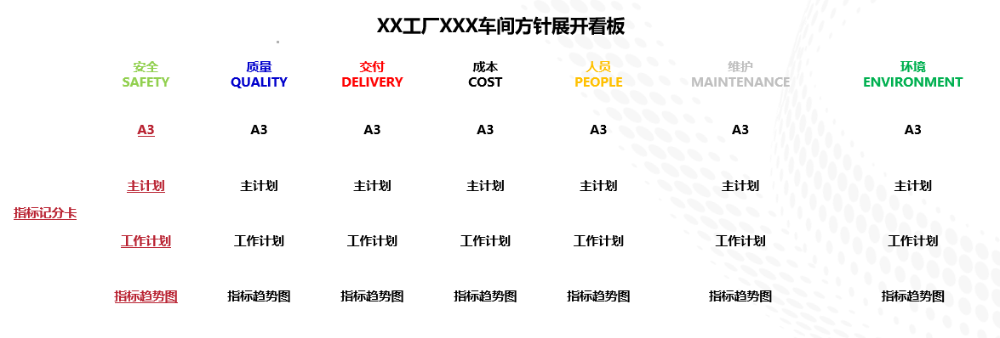 XX工厂XXX车间方针展开看板
安全 质量 交付 成本 人员 维护 环境
SAFETY QUALITY DELIVERY COST PEOPLE MAINTENANCE ENVIRONMENT
A3 A3 A3 A3 A3 A3 A3
主计划 主计划 主计划 主计划 主计划 主计划 主计划
指标记分卡
工作计划 工作计划 工作计划 工作计划 工作计划 工作计划 工作计划
指标趋势图 指标趋势图 指标趋势图 指标趋势图 指标趋势图 指标趋势图 指标趋势图